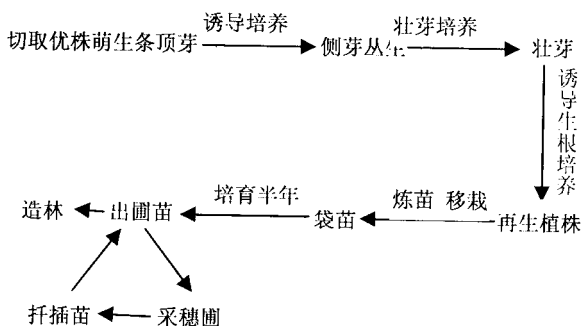 切取优株萌生条顶芽 诱导培养 侧芽丛生 壮芽培养 壮芽
诱导生根培养
造林 出圃苗 培育半年 袋苗 炼苗 移栽 再生植株
扦插苗 采穗圃